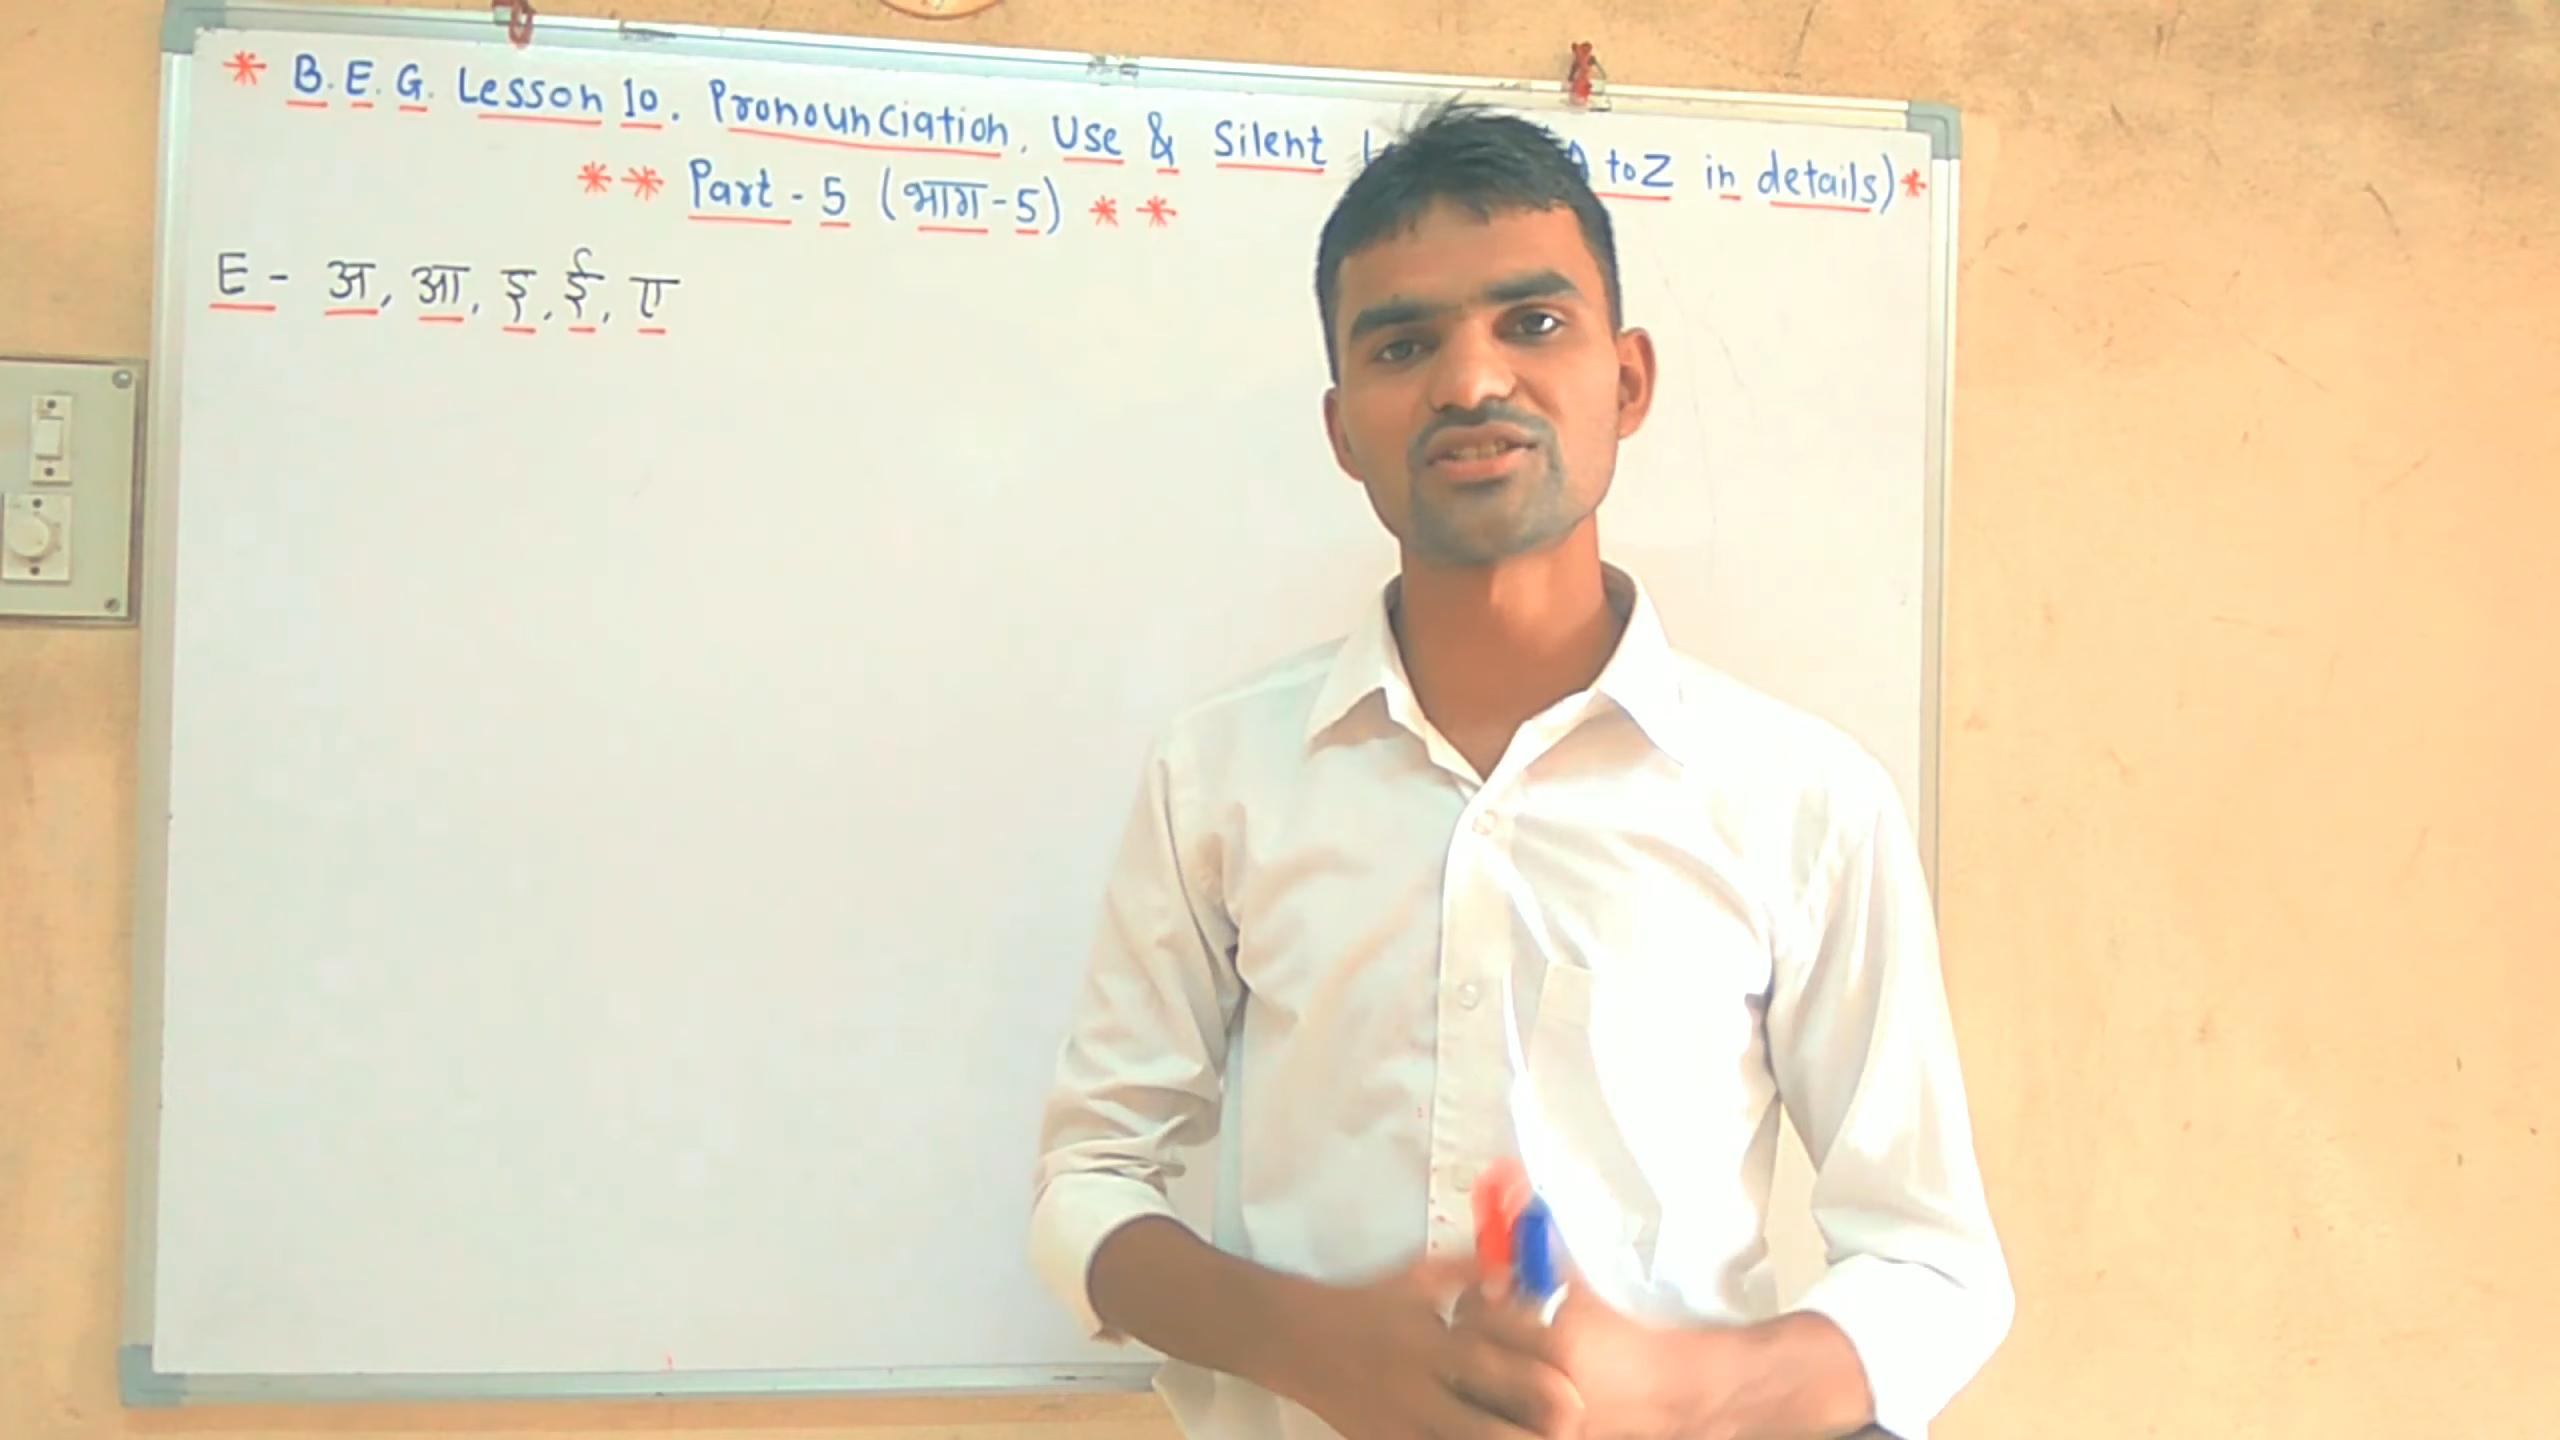 * B. E. G. Lesson 10. Pronounciation, Use & Silent to Z in details) *
** Part - 5 (भाग-5) **
E - अ, आ, इ, ई, ए